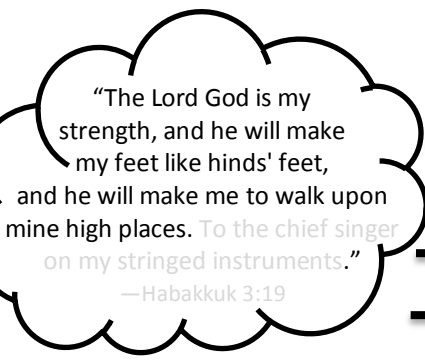 “The Lord God is my
strength, and he will make
my feet like hinds' feet,
and he will make me to walk upon
mine high places. To the chief singer
on my stringed instruments.”
—Habakkuk 3:19